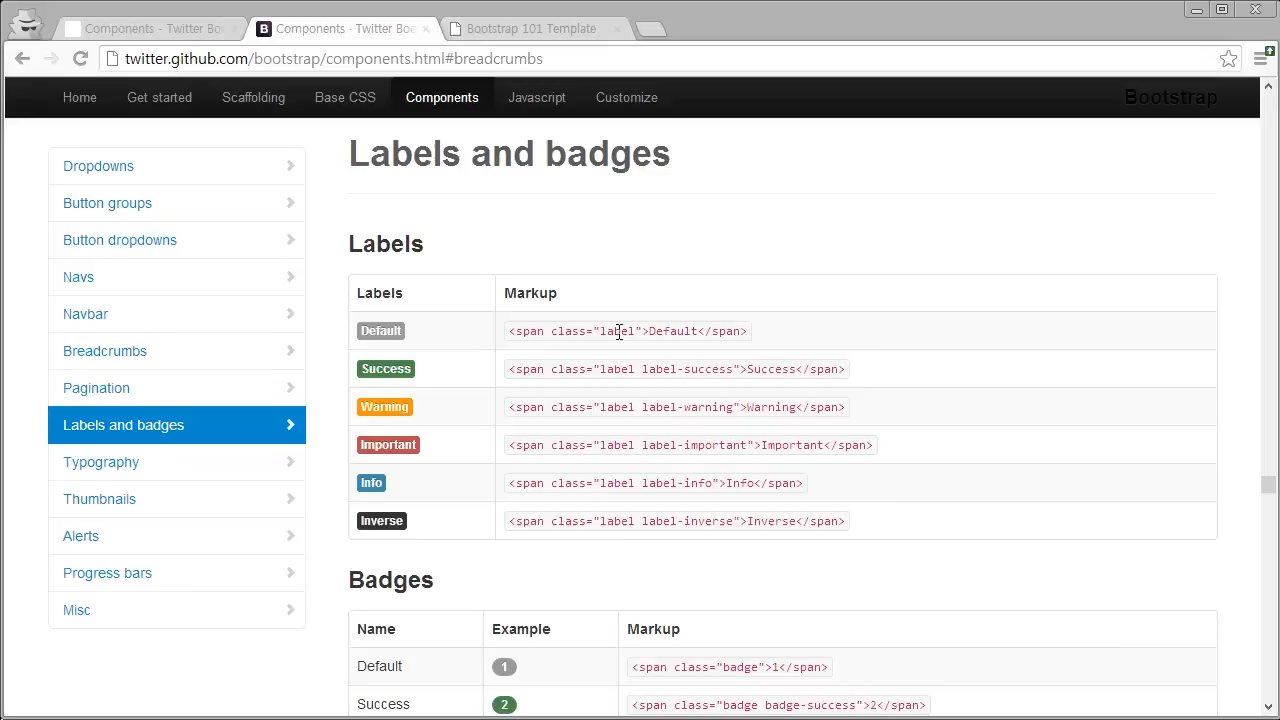 Components - Twitter Boo
Components - Twitter Boo
Bootstrap 101 Template
twitter.github.com/bootstrap/components.html#breadcrumbs
Home Get started Scaffolding Base CSS Components Javascript Customize Bootstrap
Dropdowns
Button groups
Button dropdowns
Navs
Navbar
Breadcrumbs
Pagination
Labels and badges
Typography
Thumbnails
Alerts
Progress bars
Misc
Labels and badges
Labels
Labels Markup
Default <span class="label">Default</span>
Success <span class="label label-success">Success</span>
Warning <span class="label label-warning">Warning</span>
Important <span class="label label-important">Important</span>
Info <span class="label label-info">Info</span>
Inverse <span class="label label-inverse">Inverse</span>
Badges
Name Example Markup
Default 1 <span class="badge">1</span>
Success 2 <span class="badge badge-success">2</span>